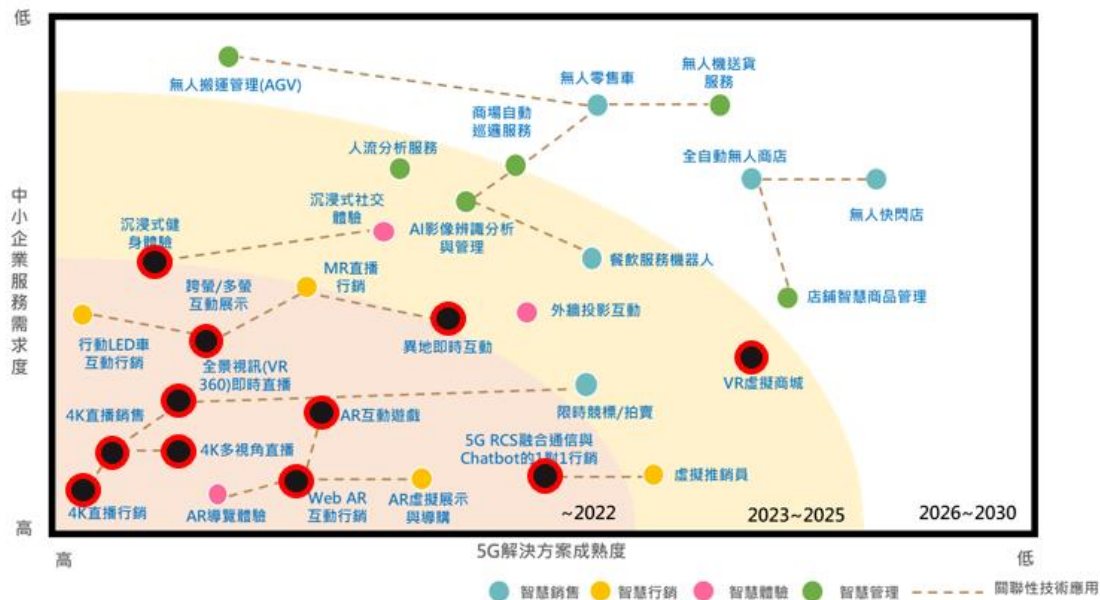 低
無人搬運管理(AGV)
無人零售車
無人機送貨
服務
商場自動
巡邏服務
人流分析服務
全自動無人商店
無人快閃店
沉浸式社交
體驗
AI影像辨識分析
與管理
沉浸式健
身體驗
餐飲服務機器人
MR直播
行銷
跨螢/多螢
互動展示
外牆投影互動
店鋪智慧商品管理
行動LED車
互動行銷
異地即時互動
全景視訊(VR
360)即時直播
VR虛擬商城
4K直播銷售
AR互動遊戲
限時競標/拍賣
4K多視角直播
5G RCS融合通信與
Chatbot的1對1行銷
虛擬推銷員
4K直播行銷
AR導覽體驗
Web AR
互動行銷
AR虛擬展示
與導購
~2022
2023~2025
2026~2030
中小企業服務需求度
高
高
5G解決方案成熟度
低
智慧銷售
智慧行銷
智慧體驗
智慧管理
關聯性技術應用